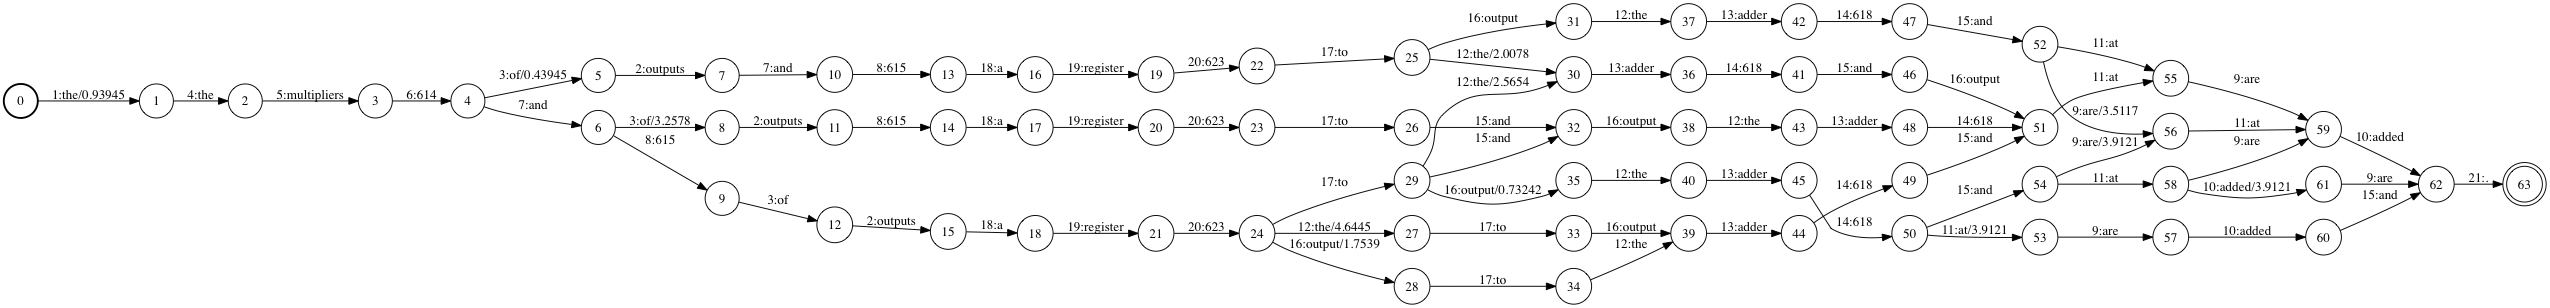 0 1:the/0.93945 1 4:the 2 5:multipliers 3 6:614 4
3:of/0.43945 5 2:outputs 7 7:and 10 8:615 13 18:a 16 19:register 19 20:623 22 17:to 25
16:output 31 12:the 37 13:adder 42 14:618 47 15:and 52 11:at 55 9:are
12:the/2.0078 30 13:adder 36 14:618 41 15:and 46 16:output 11:at
12:the/2.5654
9:are/3.5117
7:and 6 3:of/3.2578 8 2:outputs 11 8:615 14 18:a 17 19:register 20 20:623 23 17:to 26 15:and 32 16:output 38 12:the 43 13:adder 48 14:618 51 56 11:at 59 10:added
8:615 15:and 15:and 9:are/3.9121 9:are
17:to 29 16:output/0.73242 35 12:the 40 13:adder 45 14:618 49 15:and 54 11:at 58 10:added/3.9121 61 9:are 62 21:. 63
9 3:of 15:and
12 2:outputs 15 18:a 18 19:register 21 20:623 24 12:the/4.6445 27 17:to 33 16:output 39 13:adder 44 14:618 50 11:at/3.9121 53 9:are 57 10:added 60
16:output/1.7539 12:the
28 17:to 34